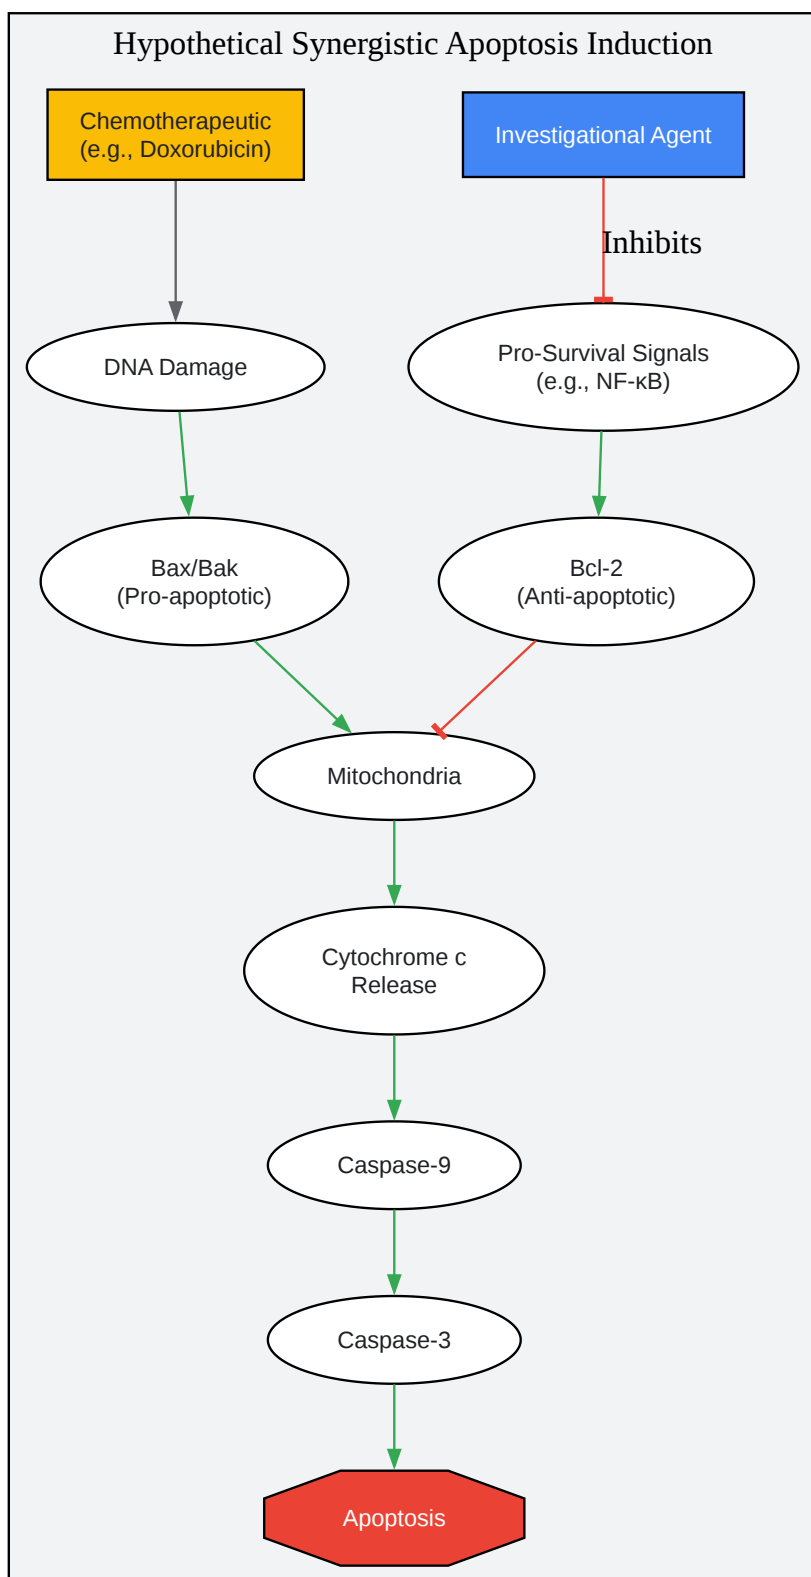 Hypothetical Synergistic Apoptosis Induction
Chemotherapeutic
(e.g., Doxorubicin)
Investigational Agent
Inhibits
DNA Damage
Pro-Survival Signals
(e.g., NF-κB)
Bax/Bak
(Pro-apoptotic)
Bcl-2
(Anti-apoptotic)
Mitochondria
Cytochrome c
Release
Caspase-9
Caspase-3
Apoptosis